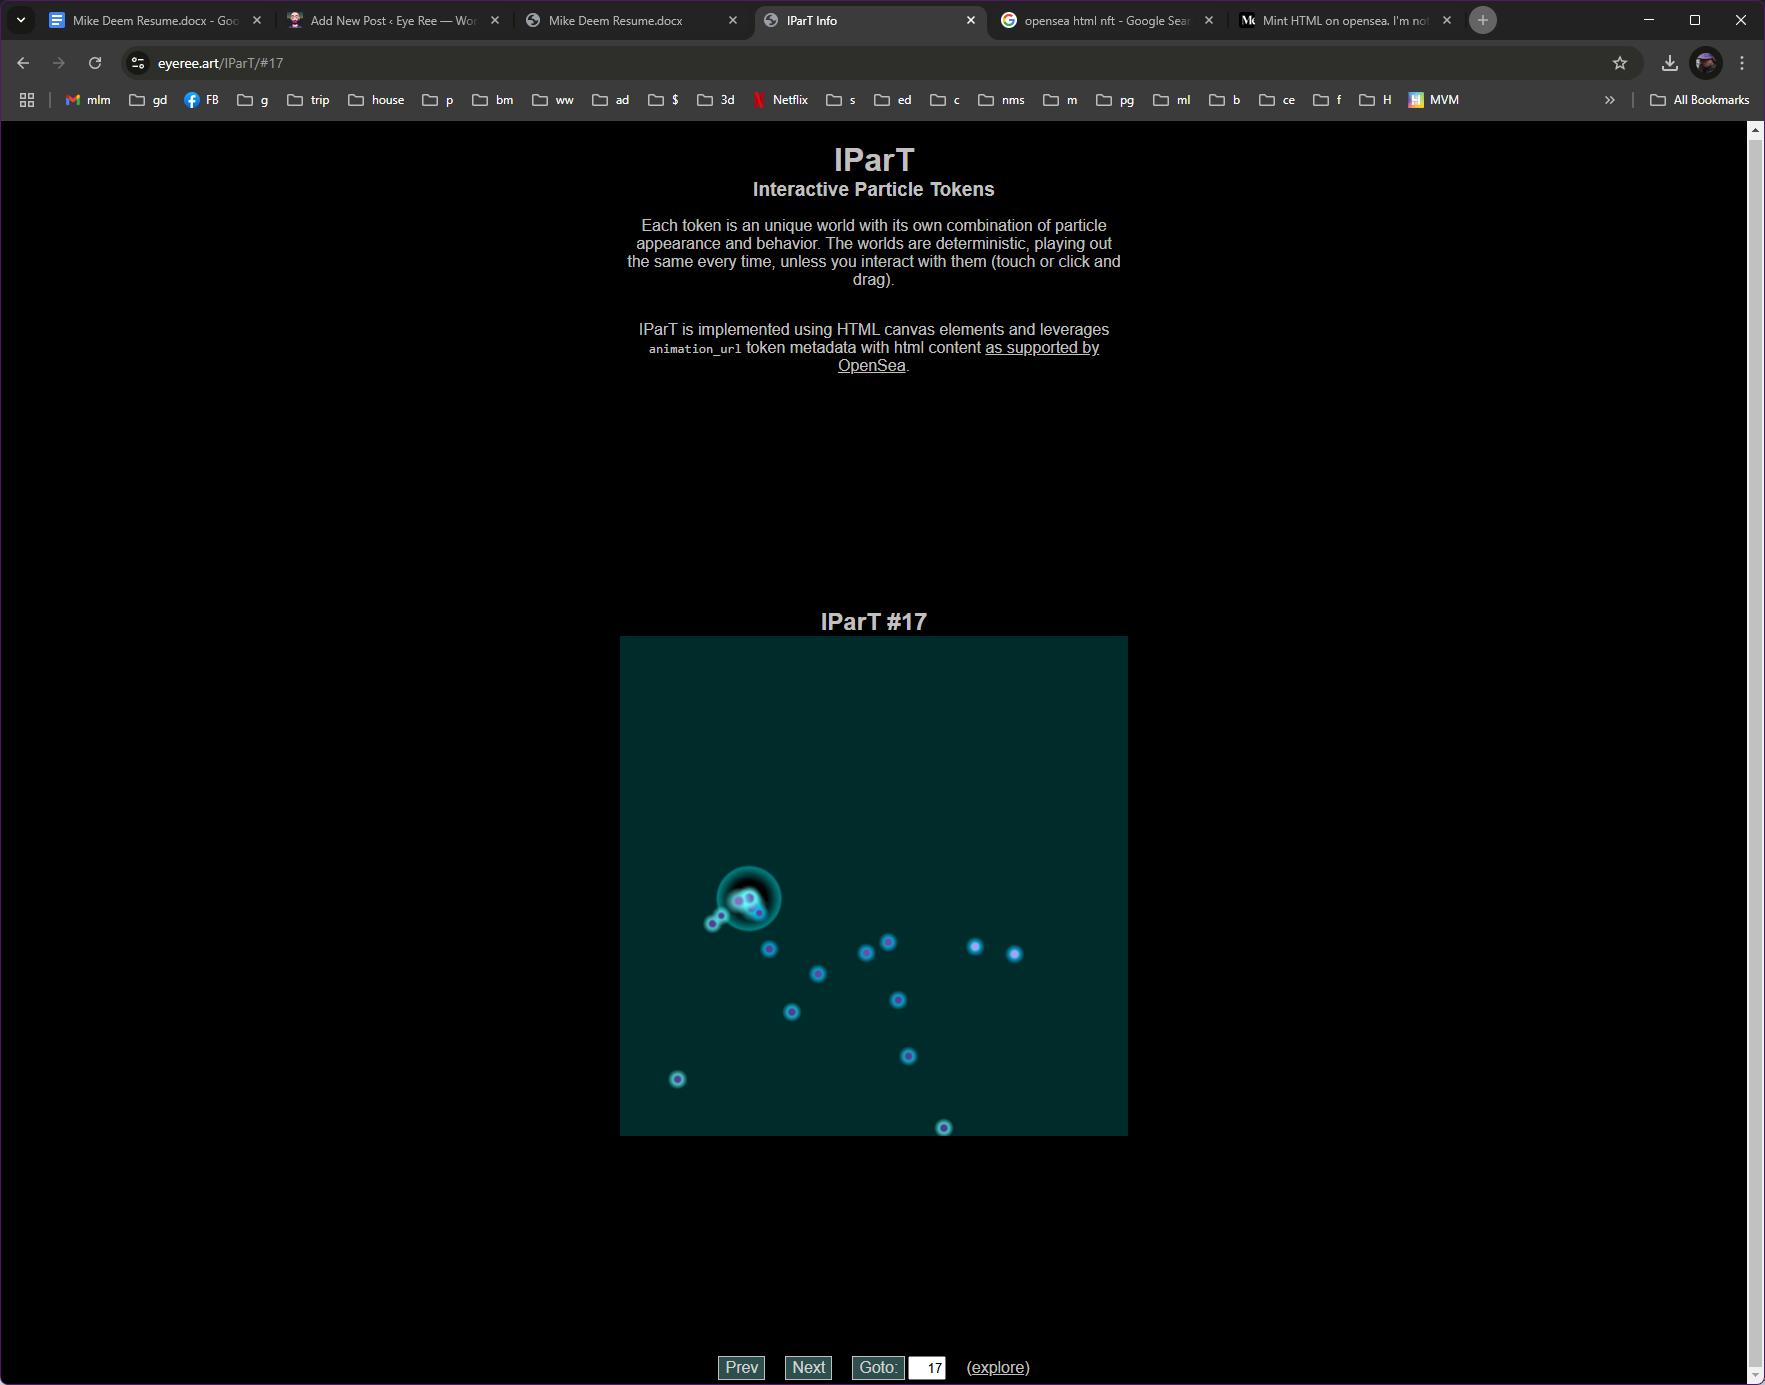 Mike Deem Resume.docx - Goo
Add New Post ‹ Eye Ree — Wor
Mike Deem Resume.docx
IParT Info
opensea html nft - Google Sear
Mint HTML on opensea. I'm not
eyeree.art/IParT/#17
mlm gd FB g trip house p bm ww ad $ 3d Netflix s ed c nms m pg ml b ce f H MVM » All Bookmarks
IParT
Interactive Particle Tokens
Each token is an unique world with its own combination of particle
appearance and behavior. The worlds are deterministic, playing out
the same every time, unless you interact with them (touch or click and
drag).
IParT is implemented using HTML canvas elements and leverages
animation_url token metadata with html content as supported by
OpenSea.
IParT #17
Prev Next Goto: 17 (explore)